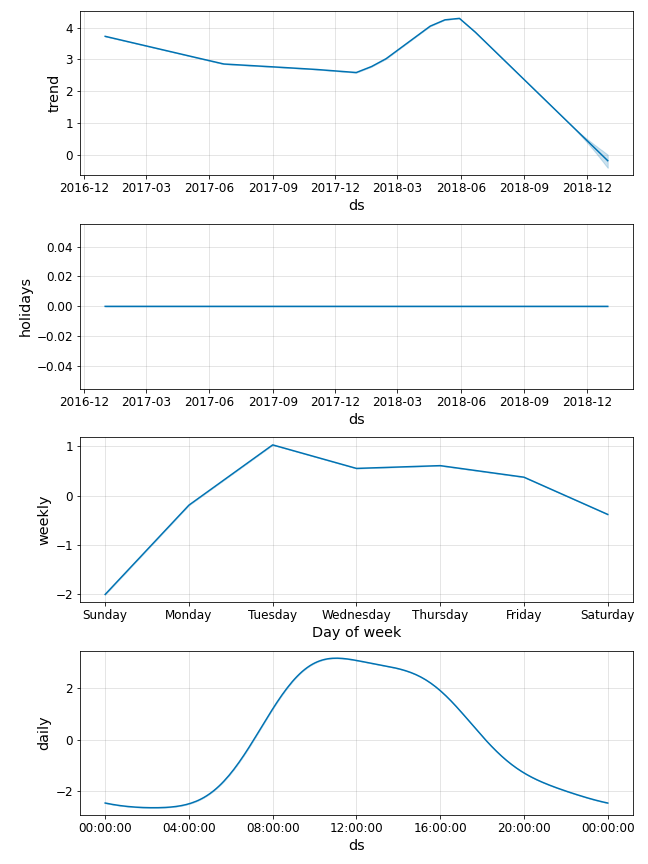 4
3
2
1
0
trend
2016-12 2017-03 2017-06 2017-09 2017-12 2018-03 2018-06 2018-09 2018-12
ds
0.04
0.02
0.00
−0.02
−0.04
holidays
2016-12 2017-03 2017-06 2017-09 2017-12 2018-03 2018-06 2018-09 2018-12
ds
1
0
−1
−2
weekly
Sunday Monday Tuesday Wednesday Thursday Friday Saturday
Day of week
2
0
−2
daily
00:00:00 04:00:00 08:00:00 12:00:00 16:00:00 20:00:00 00:00:00
ds